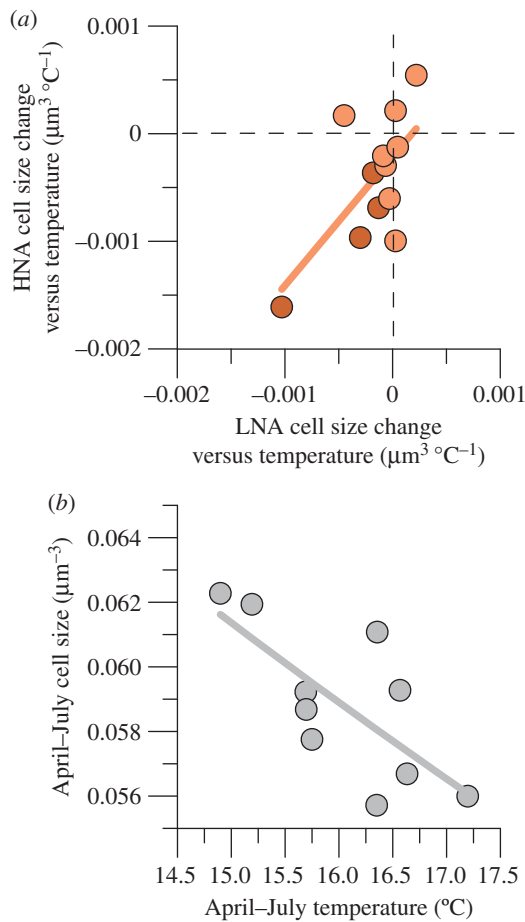 (a)
0.001
0
−0.001
−0.002
HNA cell size change
versus temperature (μm³ °C⁻¹)
−0.002 −0.001 0 0.001
LNA cell size change
versus temperature (μm³ °C⁻¹)
(b)
0.064
0.062
0.060
0.058
0.056
April–July cell size (μm⁻³)
14.5 15.0 15.5 16.0 16.5 17.0 17.5
April–July temperature (ºC)